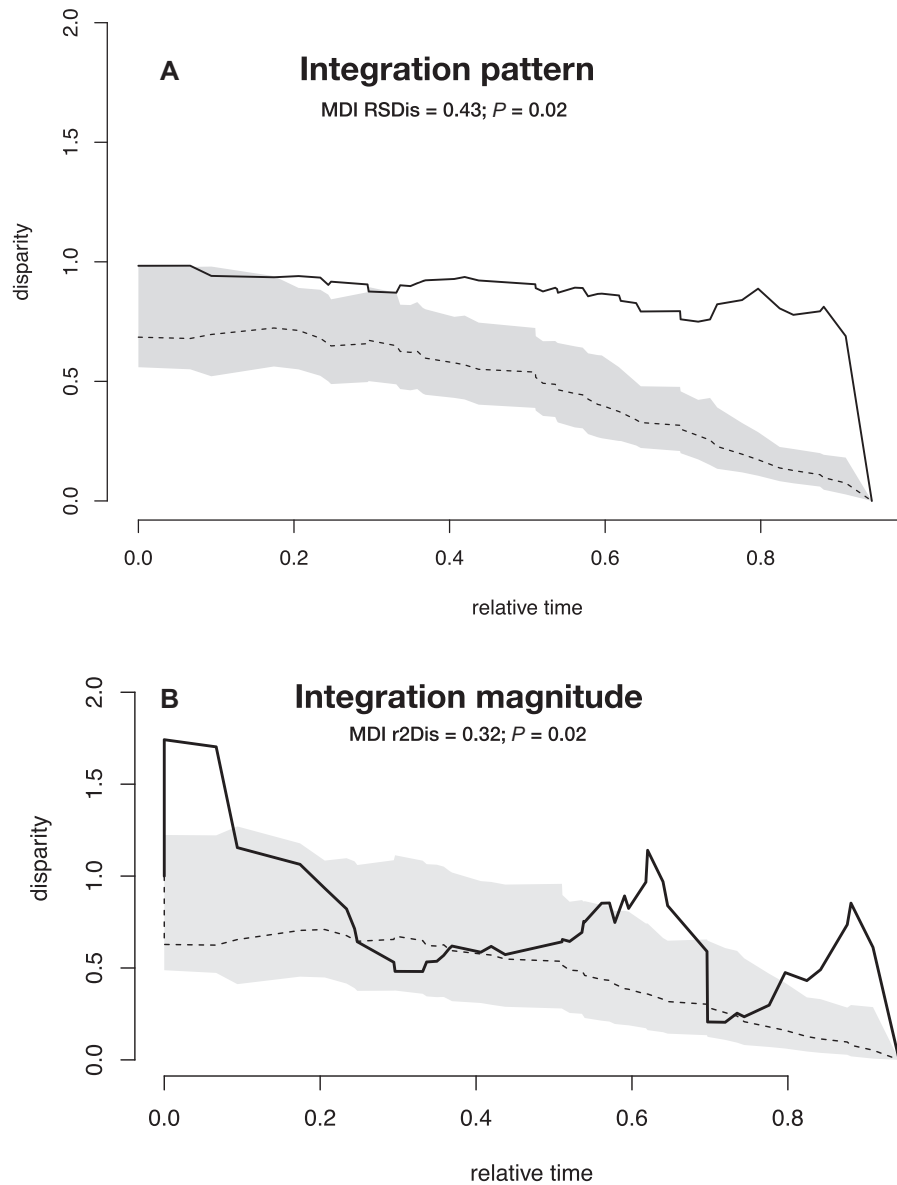 2.0
A
Integration pattern
MDI RSDis = 0.43; P = 0.02
1.5
1.0
disparity
0.5
0.0
0.0 0.2 0.4 0.6 0.8
relative time
2.0
B
Integration magnitude
MDI r2Dis = 0.32; P = 0.02
1.5
1.0
disparity
0.5
0.0
0.0 0.2 0.4 0.6 0.8
relative time